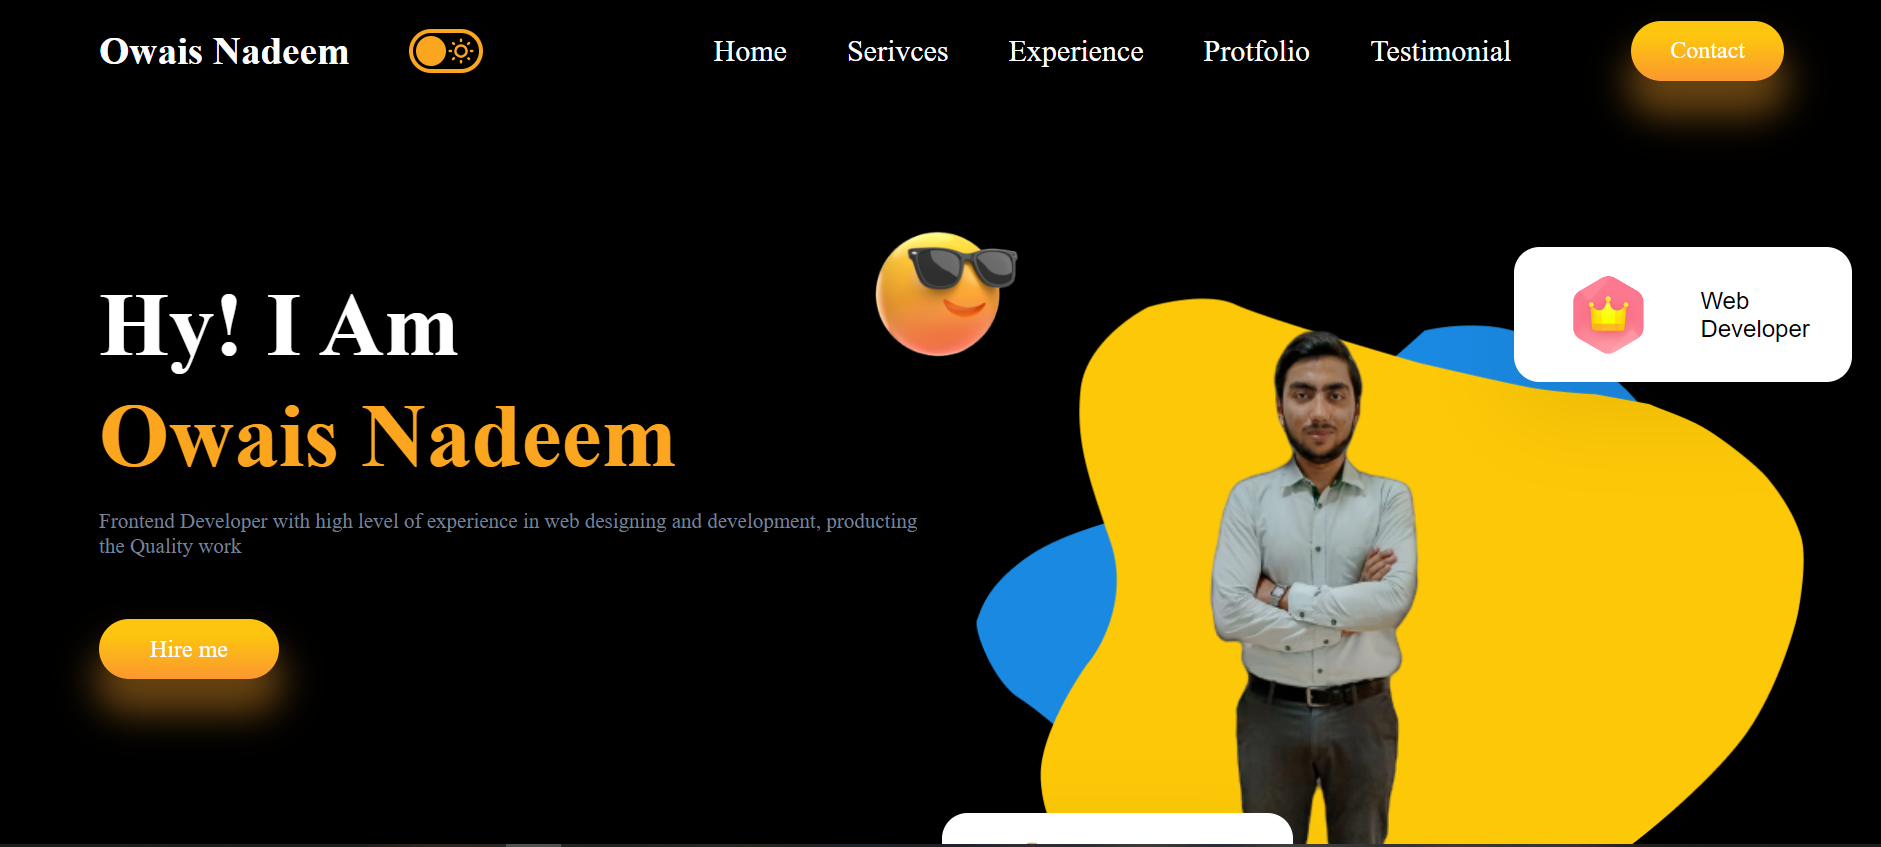 Owais Nadeem
Home
Serivces
Experience
Protfolio
Testimonial
Contact
Hy! I Am
Owais Nadeem
Frontend Developer with high level of experience in web designing and development, producting
the Quality work
Hire me
Web
Developer